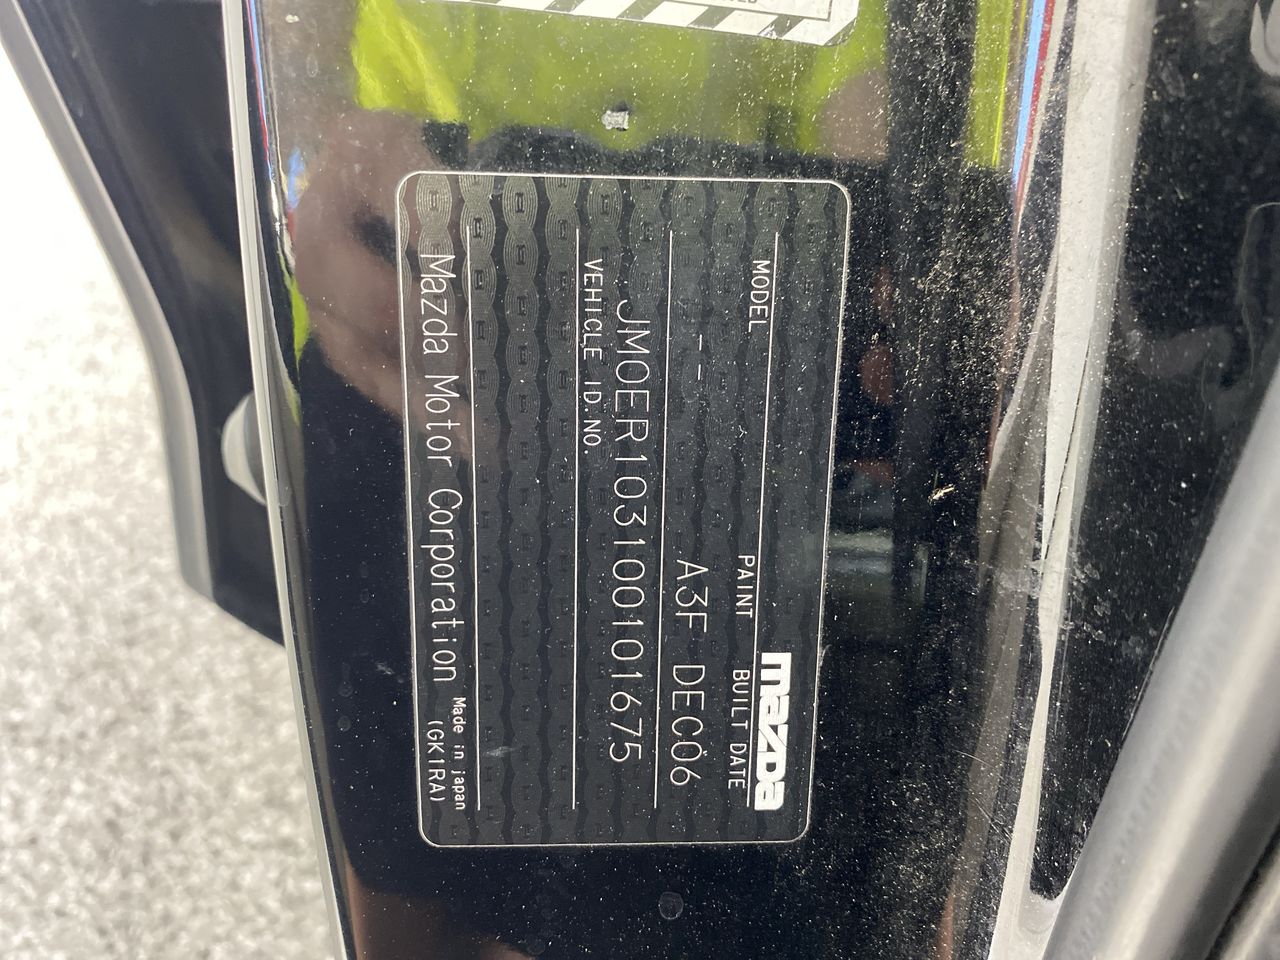 mazda
MODEL PAINT BUILT DATE
-- A3F DEC06
VEHICLE ID.NO.
JM0ER103100101675
Mazda Motor Corporation Made in japan
(GK1RA)